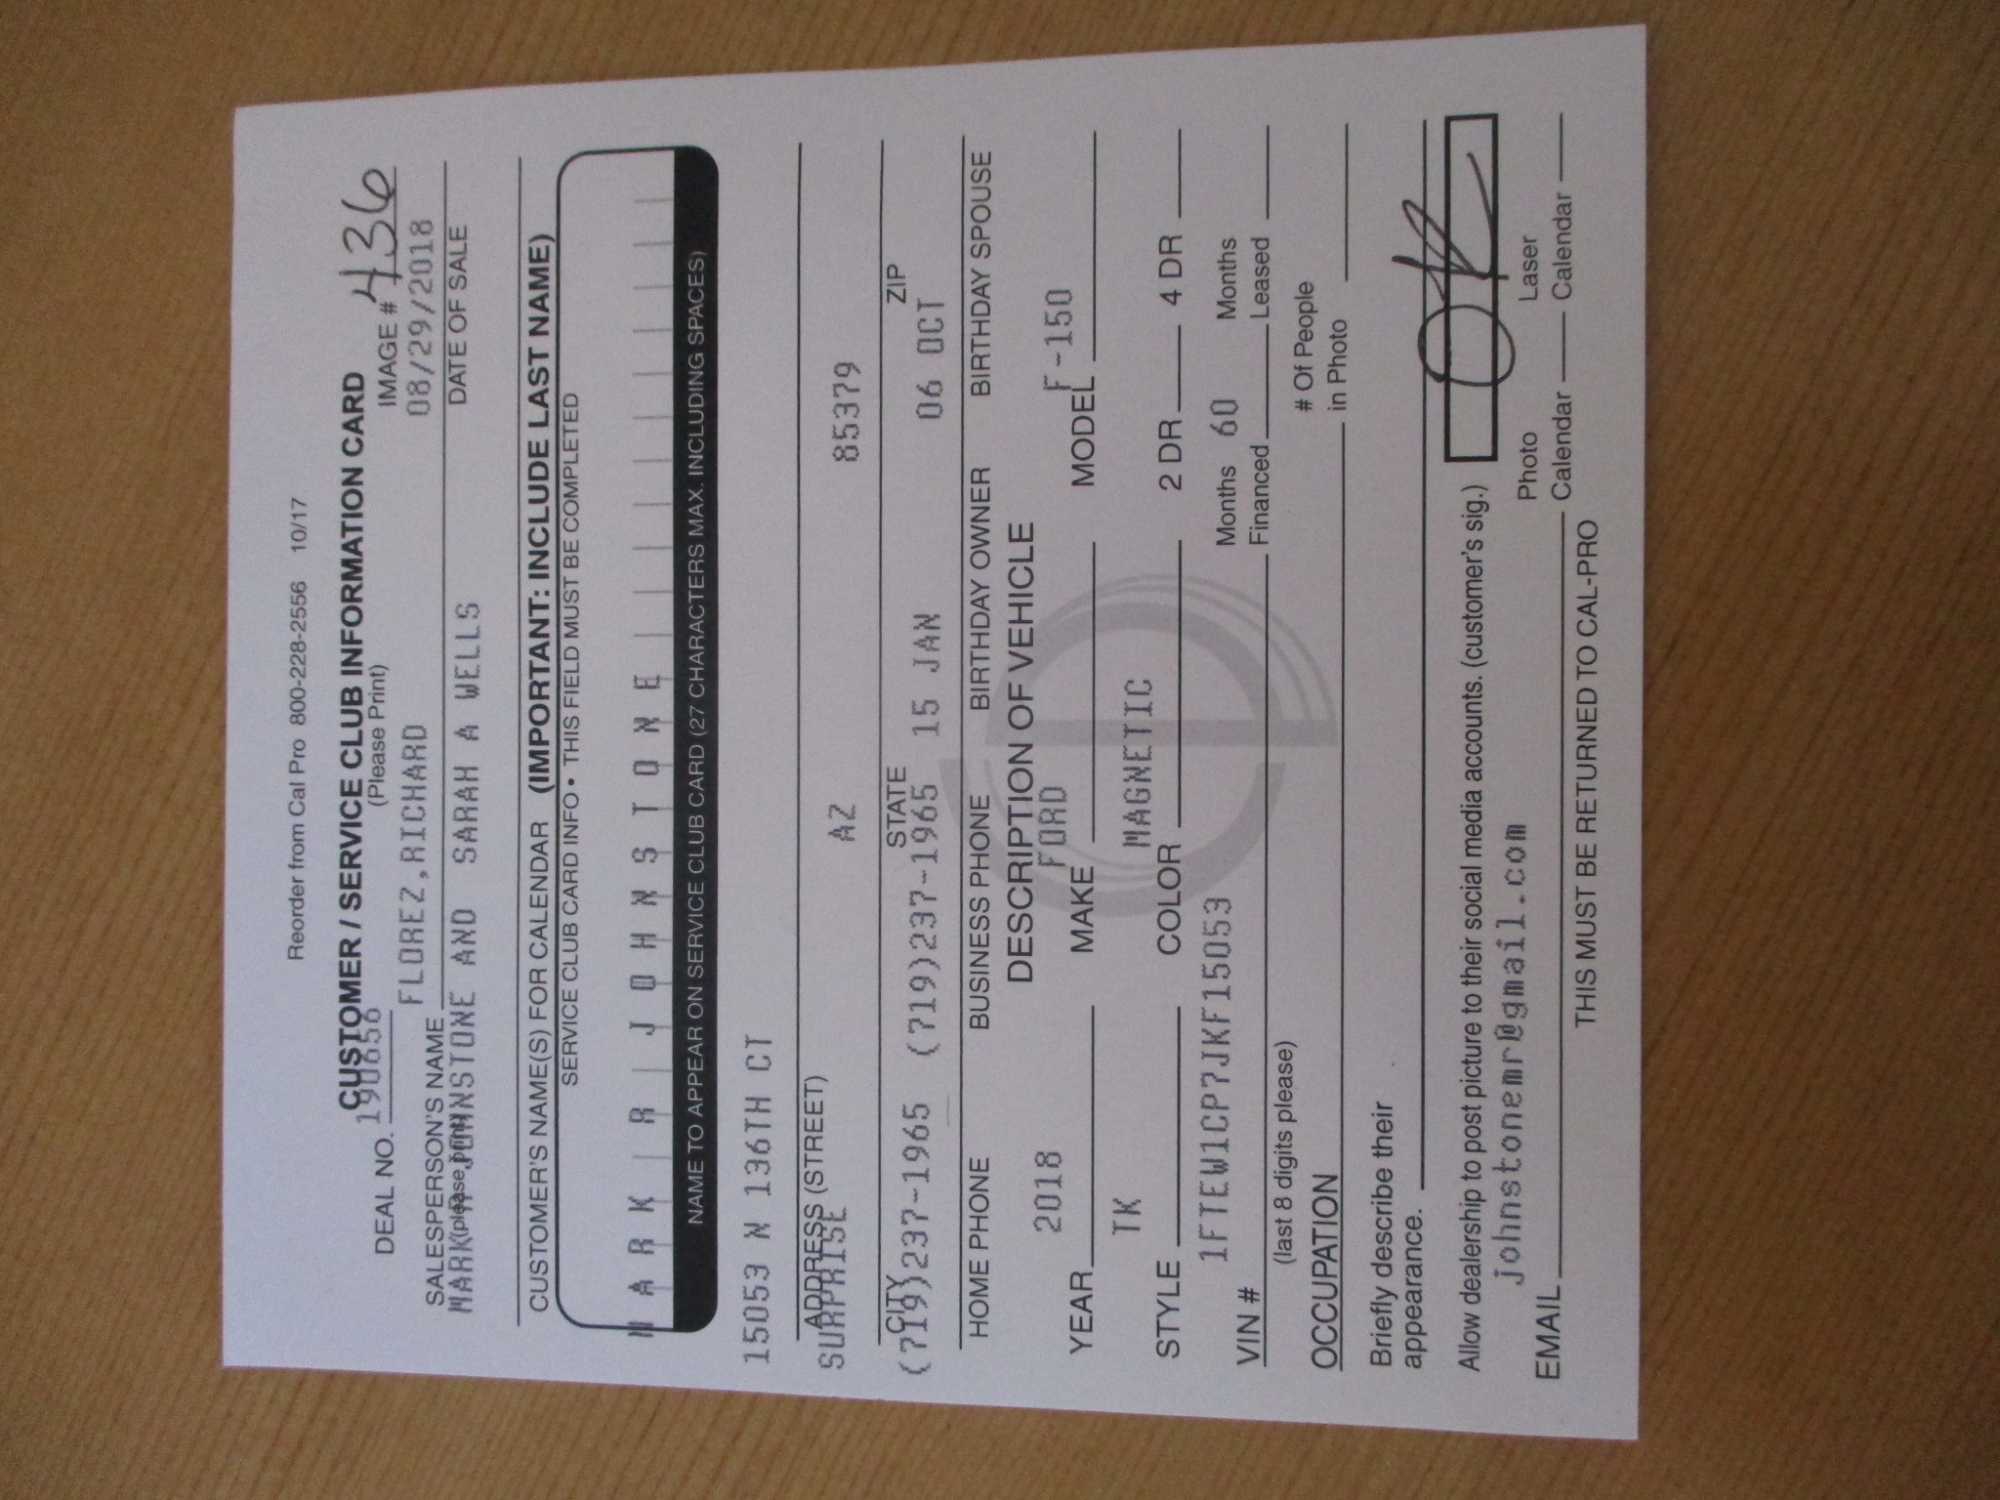 Reorder from Cal Pro 800-228-2556 10/17
CUSTOMER / SERVICE CLUB INFORMATION CARD
(Please Print)
DEAL NO. 190656 IMAGE # 436
FLOREZ,RICHARD 08/29/2018
SALESPERSON'S NAME DATE OF SALE
(please print)
MARK R JOHNSTONE AND SARAH A WELLS
CUSTOMER'S NAME(S) FOR CALENDAR (IMPORTANT: INCLUDE LAST NAME)
SERVICE CLUB CARD INFO • THIS FIELD MUST BE COMPLETED
MARK R JOHNSTONE
NAME TO APPEAR ON SERVICE CLUB CARD (27 CHARACTERS MAX. INCLUDING SPACES)
15053 N 136TH CT
ADDRESS (STREET)
SURPRISE AZ 85379
CITY STATE ZIP
(719)237-1965 (719)237-1965 15 JAN 06 OCT
HOME PHONE BUSINESS PHONE BIRTHDAY OWNER BIRTHDAY SPOUSE
DESCRIPTION OF VEHICLE
2018 FORD F-150
YEAR MAKE MODEL
TK MAGNETIC
STYLE COLOR 2 DR 4 DR
1FTEW1CP7JKF15053 Months 60 Months
VIN # Financed Leased
(last 8 digits please) # Of People
OCCUPATION in Photo
Briefly describe their
appearance.
Allow dealership to post picture to their social media accounts. (customer's sig.)
johnstonemr@gmail.com Photo Laser
EMAIL Calendar Calendar
THIS MUST BE RETURNED TO CAL-PRO